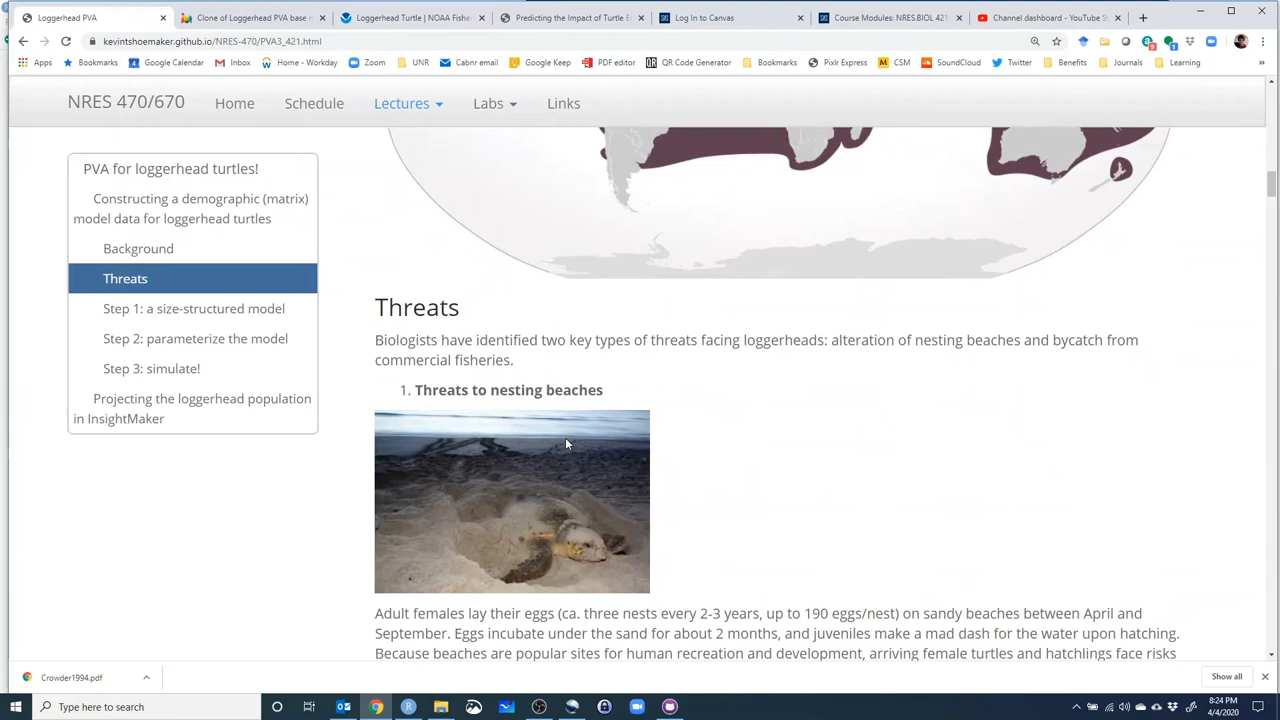 Loggerhead PVA
Clone of Loggerhead PVA base m
Loggerhead Turtle | NOAA Fisher
Predicting the Impact of Turtle E
Log In to Canvas
Course Modules: NRES.BIOL 421
Channel dashboard - YouTube St
kevintshoemaker.github.io/NRES-470/PVA3_421.html
Apps Bookmarks Google Calendar Inbox Home - Workday Zoom UNR Cabnr email Google Keep PDF editor QR Code Generator Bookmarks Pixlr Express CSM SoundCloud Twitter Benefits Journals Learning »
NRES 470/670 Home Schedule Lectures Labs Links
PVA for loggerhead turtles!
Constructing a demographic (matrix)
model data for loggerhead turtles
Background
Threats
Step 1: a size-structured model
Step 2: parameterize the model
Step 3: simulate!
Projecting the loggerhead population
in InsightMaker
Threats
Biologists have identified two key types of threats facing loggerheads: alteration of nesting beaches and bycatch from
commercial fisheries.
1. Threats to nesting beaches
Adult females lay their eggs (ca. three nests every 2-3 years, up to 190 eggs/nest) on sandy beaches between April and
September. Eggs incubate under the sand for about 2 months, and juveniles make a mad dash for the water upon hatching.
Because beaches are popular sites for human recreation and development, arriving female turtles and hatchlings face risks
Crowder1994.pdf
Show all
Type here to search
8:24 PM
4/4/2020